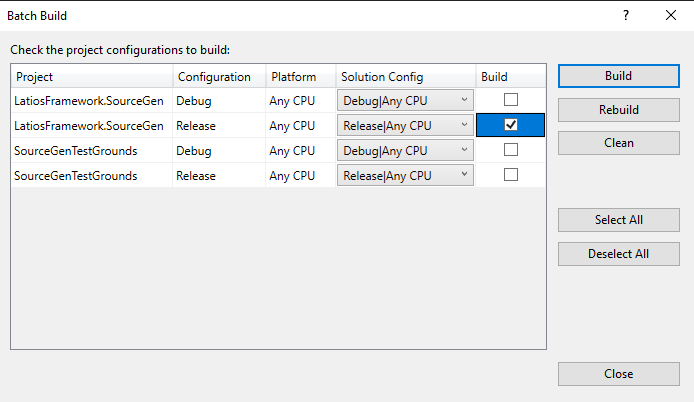 Batch Build ?
Check the project configurations to build:
Project Configuration Platform Solution Config Build
LatiosFramework.SourceGen Debug Any CPU Debug|Any CPU
LatiosFramework.SourceGen Release Any CPU Release|Any CPU
SourceGenTestGrounds Debug Any CPU Debug|Any CPU
SourceGenTestGrounds Release Any CPU Release|Any CPU
Build
Rebuild
Clean
Select All
Deselect All
Close